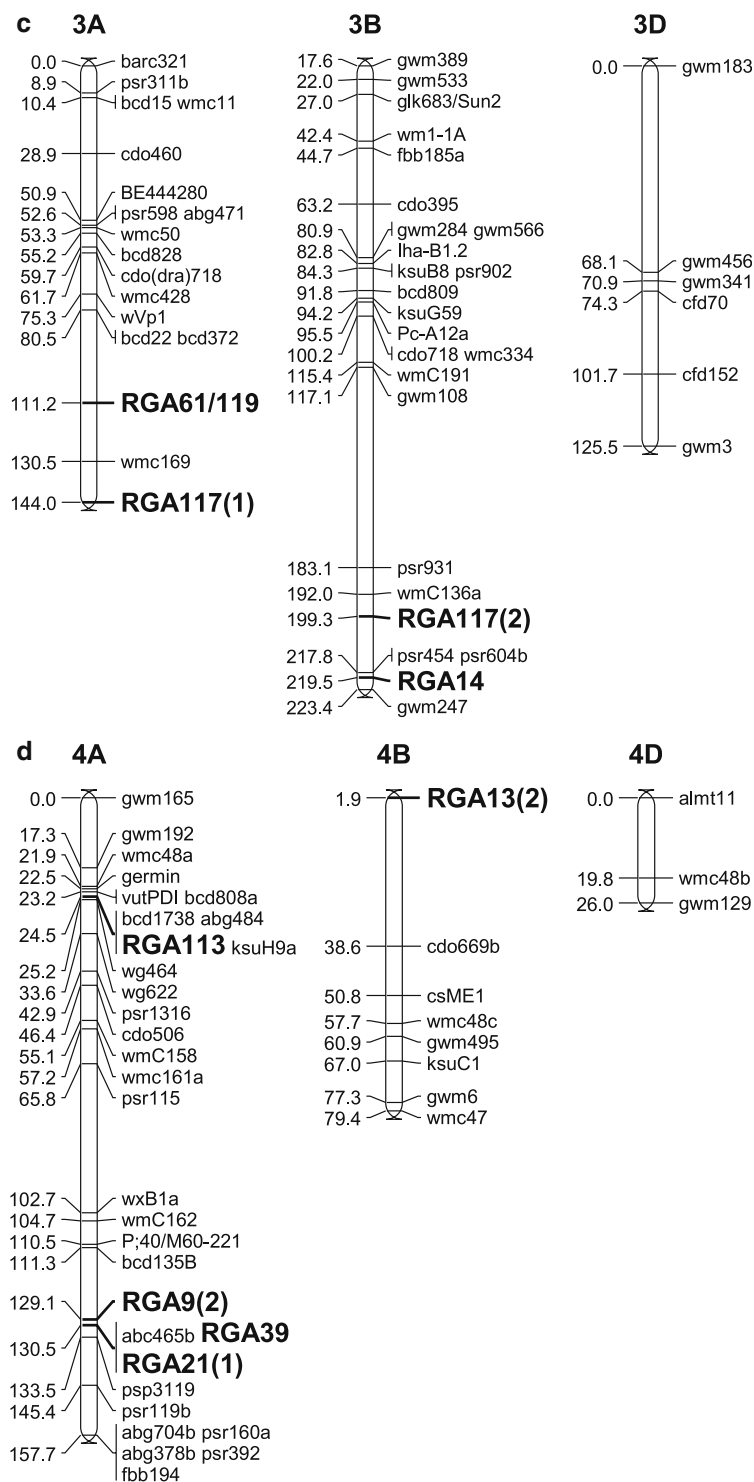 c
3A
0.0 barc321
8.9 psr311b
10.4 bcd15 wmc11
28.9 cdo460
50.9 BE444280
52.6 psr598 abg471
53.3 wmc50
55.2 bcd828
59.7 cdo(dra)718
61.7 wmc428
75.3 wVp1
80.5 bcd22 bcd372
111.2 RGA61/119
130.5 wmc169
144.0 RGA117(1)
3B
17.6 gwm389
22.0 gwm533
27.0 glk683/Sun2
42.4 wm1-1A
44.7 fbb185a
63.2 cdo395
80.9 gwm284 gwm566
82.8 lha-B1.2
84.3 ksuB8 psr902
91.8 bcd809
94.2 ksuG59
95.5 Pc-A12a
100.2 cdo718 wmc334
115.4 wmC191
117.1 gwm108
183.1 psr931
192.0 wmC136a
199.3 RGA117(2)
217.8 psr454 psr604b
219.5 RGA14
223.4 gwm247
3D
0.0 gwm183
68.1 gwm456
70.9 gwm341
74.3 cfd70
101.7 cfd152
125.5 gwm3
d
4A
0.0 gwm165
17.3 gwm192
21.9 wmc48a
22.5 germin
23.2 vutPDI bcd808a
bcd1738 abg484
24.5 RGA113 ksuH9a
25.2 wg464
33.6 wg622
42.9 psr1316
46.4 cdo506
55.1 wmC158
57.2 wmc161a
65.8 psr115
102.7 wxB1a
104.7 wmC162
110.5 P;40/M60-221
111.3 bcd135B
129.1 RGA9(2)
130.5 abc465b RGA39
RGA21(1)
133.5 psp3119
145.4 psr119b
abg704b psr160a
157.7 abg378b psr392
fbb194
4B
1.9 RGA13(2)
38.6 cdo669b
50.8 csME1
57.7 wmc48c
60.9 gwm495
67.0 ksuC1
77.3 gwm6
79.4 wmc47
4D
0.0 almt11
19.8 wmc48b
26.0 gwm129